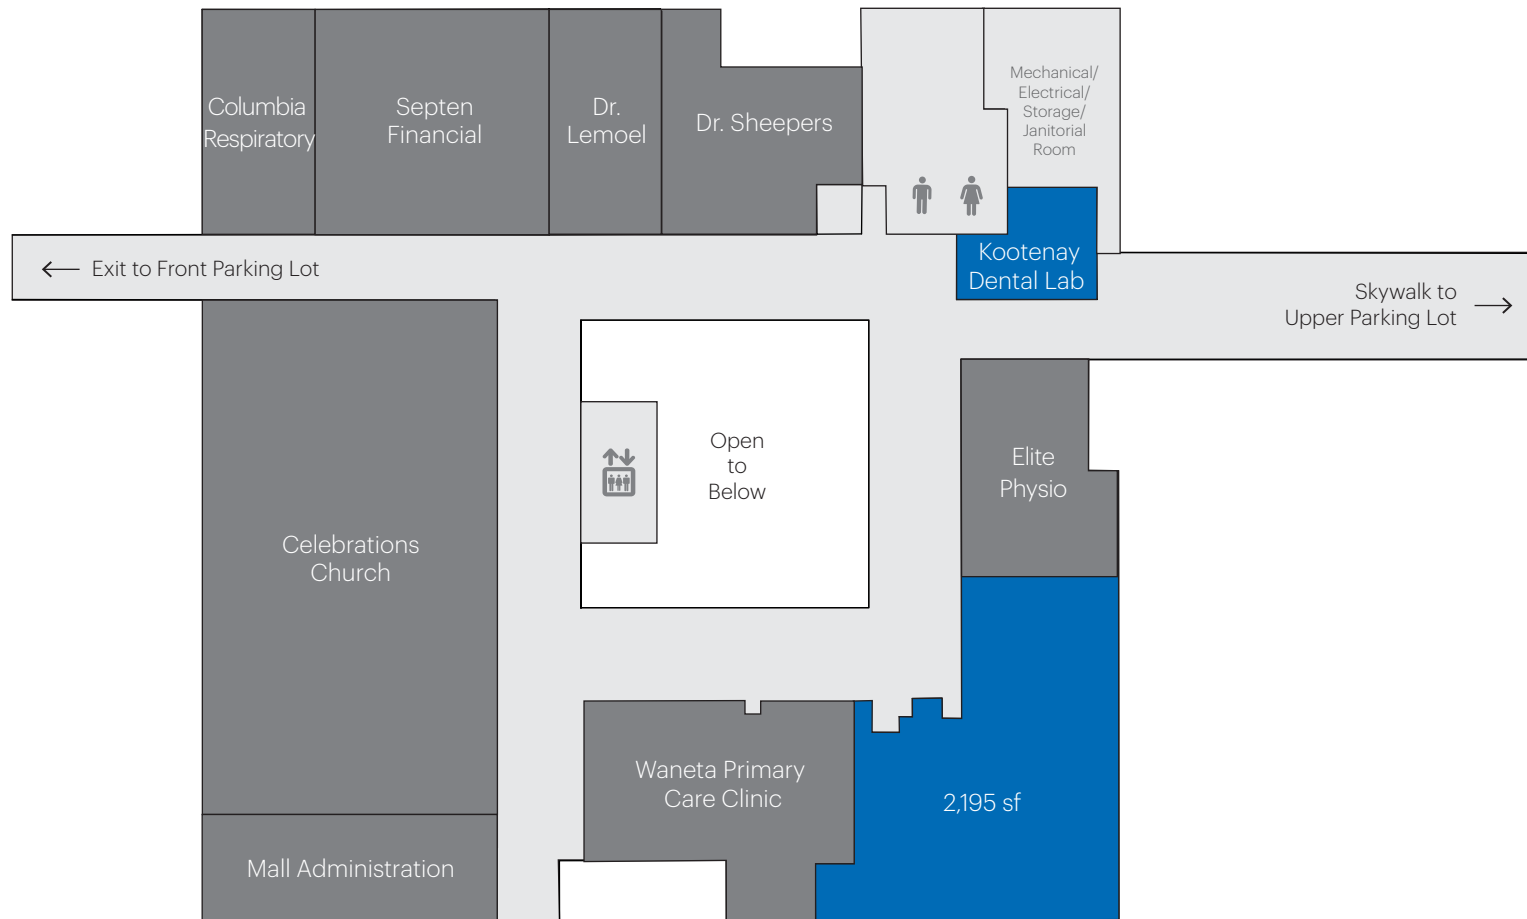 Columbia
Respiratory
Septen
Financial
Dr.
Lemoel
Dr. Sheepers
Mechanical/
Electrical/
Storage/
Janitorial
Room
Kootenay
Dental Lab
Exit to Front Parking Lot
Skywalk to
Upper Parking Lot
Open
to
Below
Elite
Physio
Celebrations
Church
Waneta Primary
Care Clinic
2,195 sf
Mall Administration